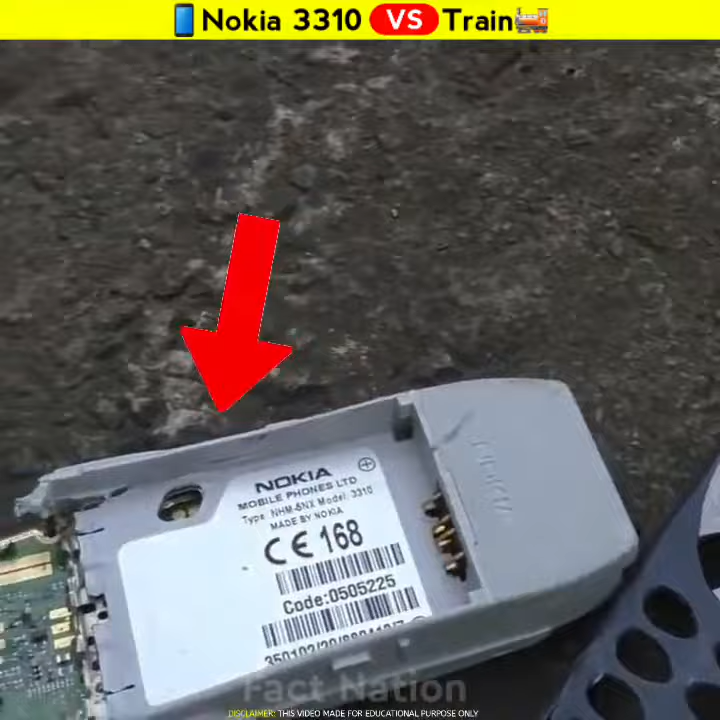 Nokia 3310 VS Train
NOKIA
NOKIA
MOBILE PHONES LTD
Type NHM-5NX Model: 3310
MADE BY NOKIA
CE 168
Code:0505225
Fact Nation
DISCLAIMER: THIS VIDEO MADE FOR EDUCATIONAL PURPOSE ONLY